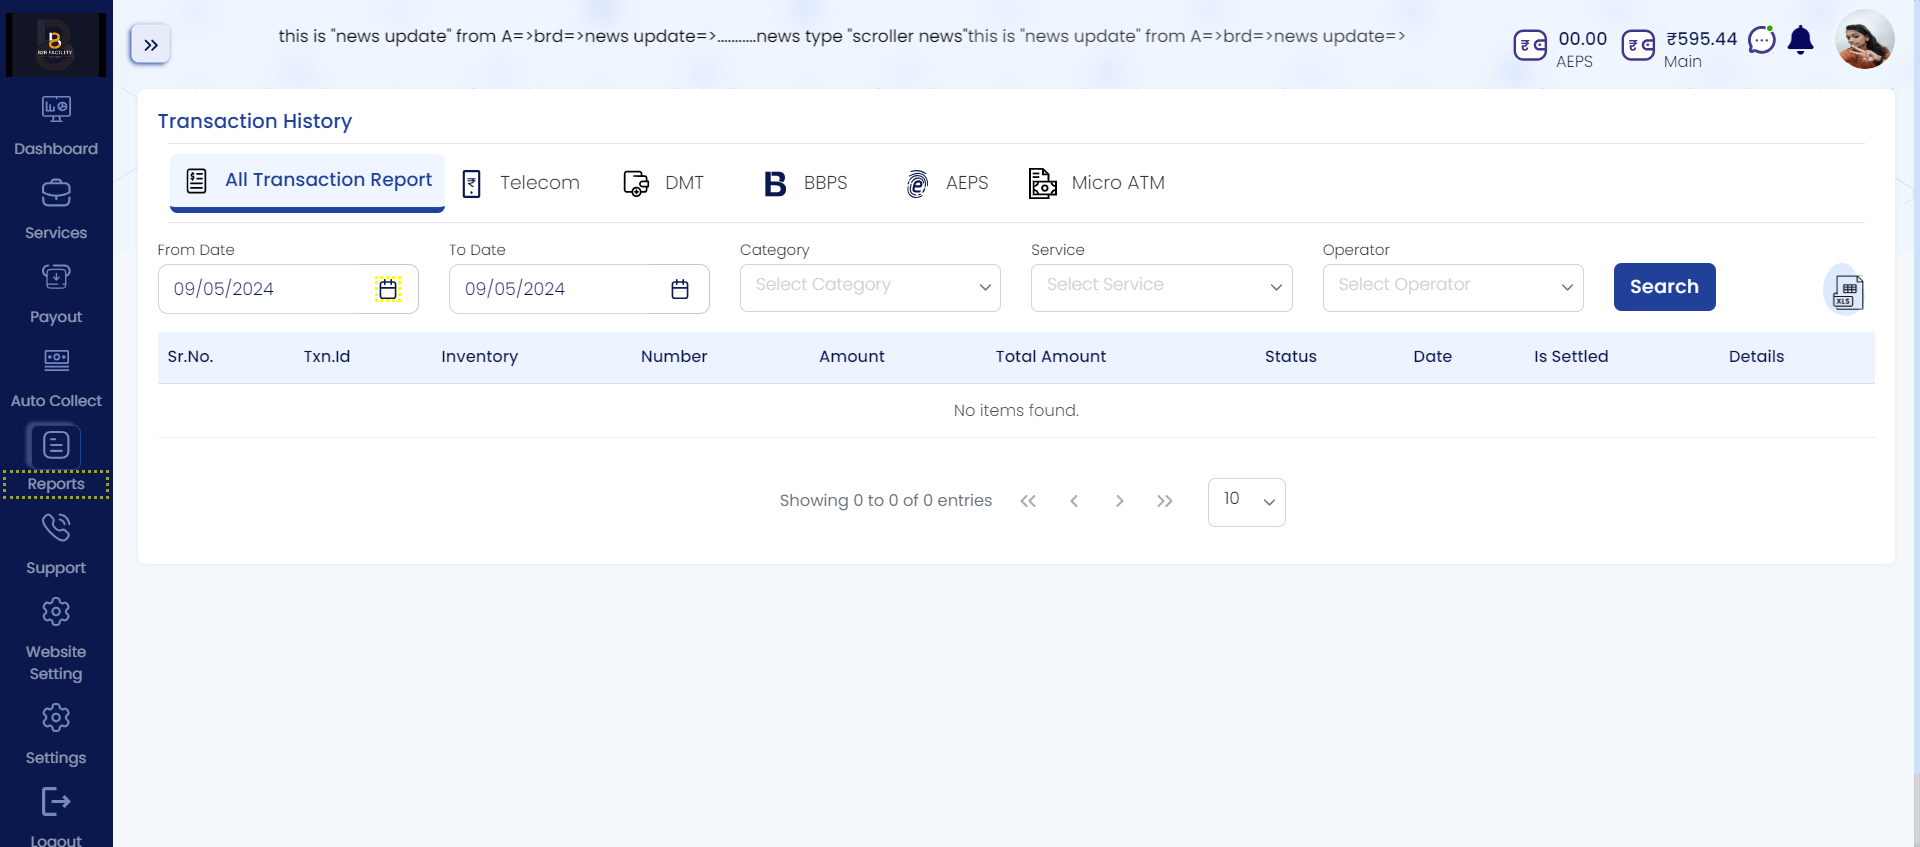 B2B FACILITY
this is "news update" from A=>brd=>news update=>...........news type "scroller news"this is "news update" from A=>brd=>news update=>
₹ 00.00 ₹ ₹595.44
AEPS Main
Dashboard
Services
Payout
Auto Collect
Reports
Support
Website
Setting
Settings
Logout
Transaction History
All Transaction Report ₹ Telecom DMT B BBPS AEPS Micro ATM
From Date To Date Category Service Operator
09/05/2024 09/05/2024 Select Category Select Service Select Operator Search XLS
Sr.No. Txn.Id Inventory Number Amount Total Amount Status Date Is Settled Details
No items found.
Showing 0 to 0 of 0 entries 10